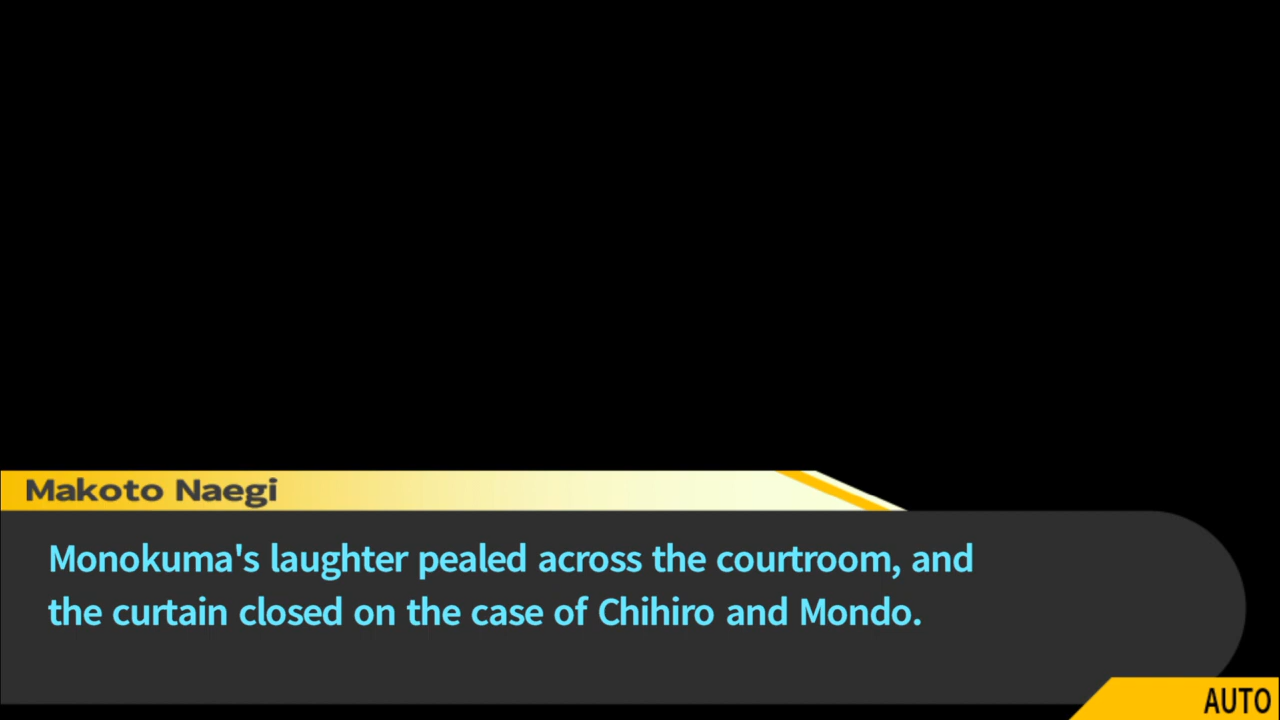 Makoto Naegi
Monokuma's laughter pealed across the courtroom, and
the curtain closed on the case of Chihiro and Mondo.
AUTO